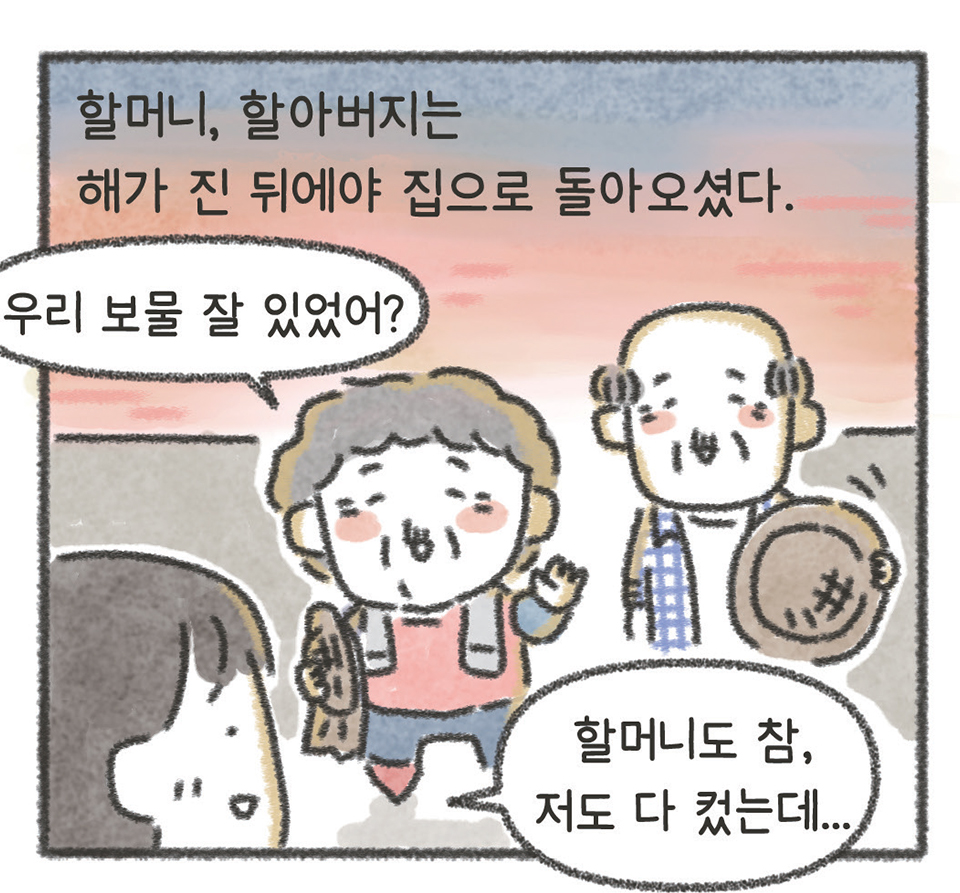 할머니, 할아버지는
해가 진 뒤에야 집으로 돌아오셨다.
우리 보물 잘 있었어?
할머니도 참,
저도 다 컸는데...